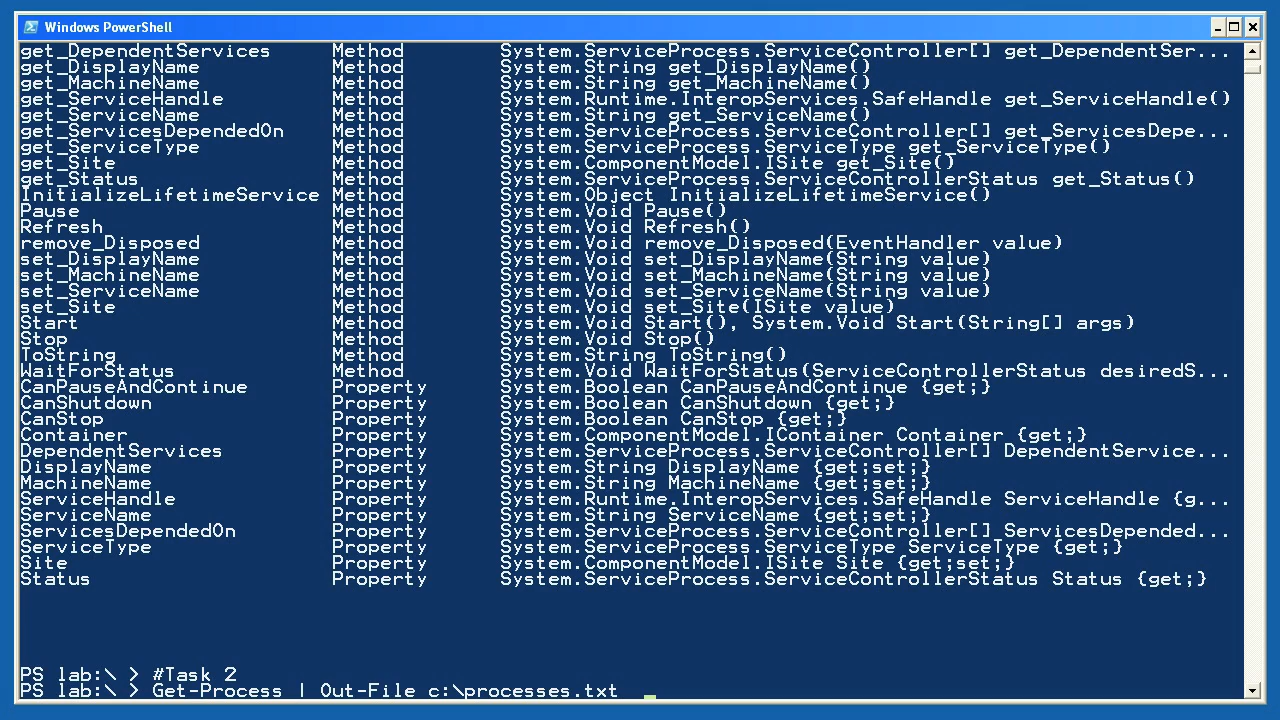 Windows PowerShell
get_DependentServices Method System.ServiceProcess.ServiceController[] get_DependentSer...
get_DisplayName Method System.String get_DisplayName()
get_MachineName Method System.String get_MachineName()
get_ServiceHandle Method System.Runtime.InteropServices.SafeHandle get_ServiceHandle()
get_ServiceName Method System.String get_ServiceName()
get_ServicesDependedOn Method System.ServiceProcess.ServiceController[] get_ServicesDepe...
get_ServiceType Method System.ServiceProcess.ServiceType get_ServiceType()
get_Site Method System.ComponentModel.ISite get_Site()
get_Status Method System.ServiceProcess.ServiceControllerStatus get_Status()
InitializeLifetimeService Method System.Object InitializeLifetimeService()
Pause Method System.Void Pause()
Refresh Method System.Void Refresh()
remove_Disposed Method System.Void remove_Disposed(EventHandler value)
set_DisplayName Method System.Void set_DisplayName(String value)
set_MachineName Method System.Void set_MachineName(String value)
set_ServiceName Method System.Void set_ServiceName(String value)
set_Site Method System.Void set_Site(ISite value)
Start Method System.Void Start(), System.Void Start(String[] args)
Stop Method System.Void Stop()
ToString Method System.String ToString()
WaitForStatus Method System.Void WaitForStatus(ServiceControllerStatus desiredS...
CanPauseAndContinue Property System.Boolean CanPauseAndContinue {get;}
CanShutdown Property System.Boolean CanShutdown {get;}
CanStop Property System.Boolean CanStop {get;}
Container Property System.ComponentModel.IContainer Container {get;}
DependentServices Property System.ServiceProcess.ServiceController[] DependentService...
DisplayName Property System.String DisplayName {get;set;}
MachineName Property System.String MachineName {get;set;}
ServiceHandle Property System.Runtime.InteropServices.SafeHandle ServiceHandle {g...
ServiceName Property System.String ServiceName {get;set;}
ServicesDependedOn Property System.ServiceProcess.ServiceController[] ServicesDepended...
ServiceType Property System.ServiceProcess.ServiceType ServiceType {get;}
Site Property System.ComponentModel.ISite Site {get;set;}
Status Property System.ServiceProcess.ServiceControllerStatus Status {get;}
PS lab:\ > #Task 2
PS lab:\ > Get-Process | Out-File c:\processes.txt